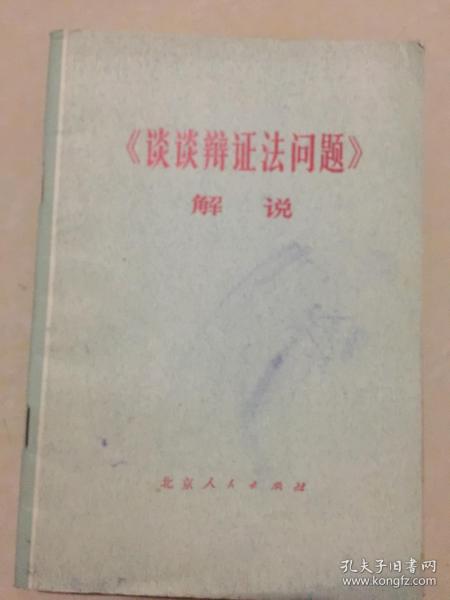 《谈谈辩证法问题》
解 说
北京人民出版社
孔夫子旧书网
www.kongfz.com